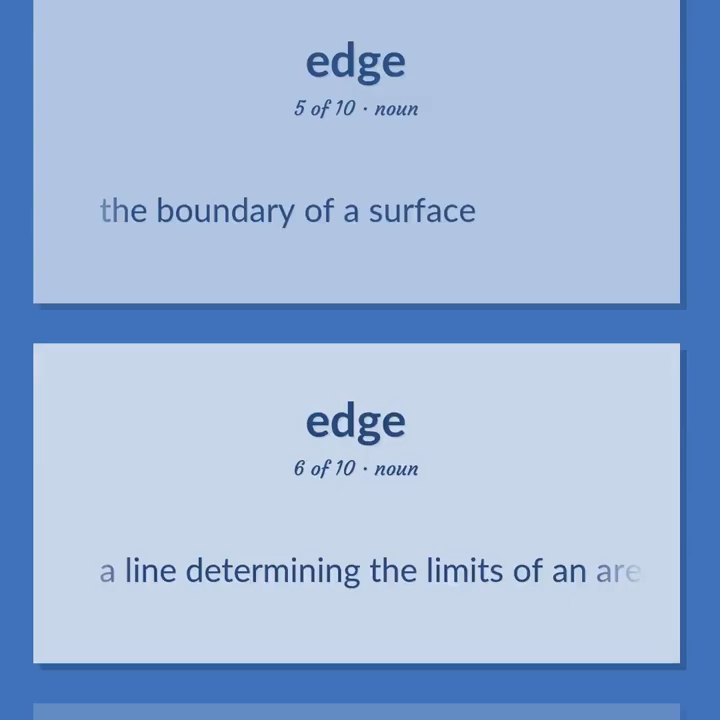 edge
5 of 10 · noun
the boundary of a surface
edge
6 of 10 · noun
a line determining the limits of an are